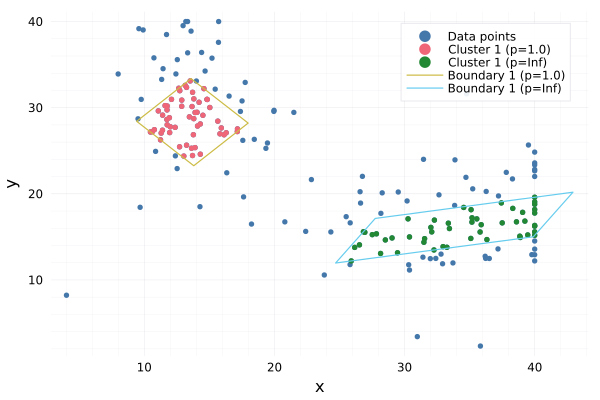 40
Data points
Cluster 1 (p=1.0)
Cluster 1 (p=Inf)
Boundary 1 (p=1.0)
Boundary 1 (p=Inf)
30
y
20
10
10
20
30
40
x